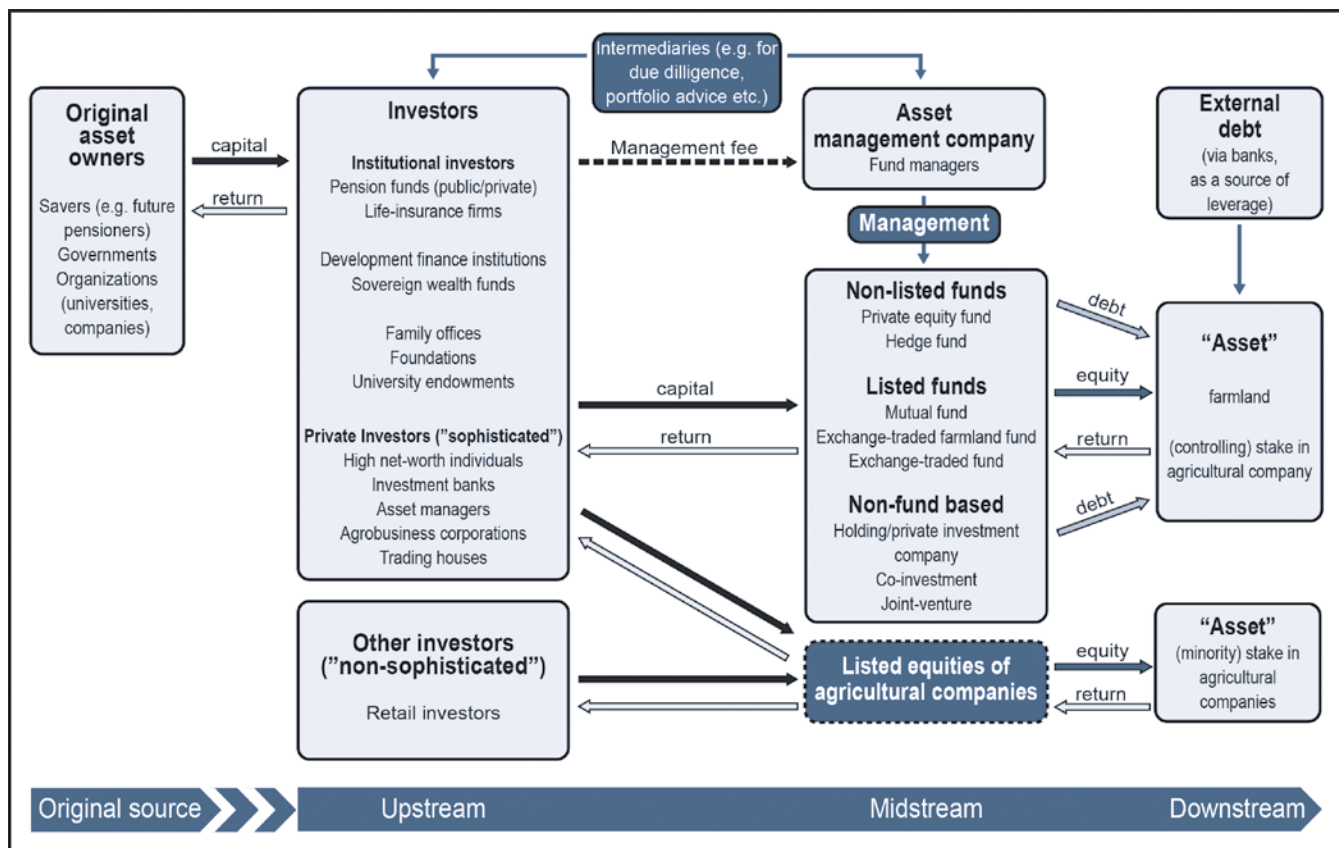 Intermediaries (e.g. for
due dilligence,
portfolio advice etc.)
Original
asset
owners
Savers (e.g. future
pensioners)
Governments
Organizations
(universities,
companies)
capital
return
Investors
Institutional investors
Pension funds (public/private)
Life-insurance firms
Development finance institutions
Sovereign wealth funds
Family offices
Foundations
University endowments
Private Investors ("sophisticated")
High net-worth individuals
Investment banks
Asset managers
Agrobusiness corporations
Trading houses
Other investors
("non-sophisticated")
Retail investors
Management fee
capital
return
Asset
management company
Fund managers
Management
Non-listed funds
Private equity fund
Hedge fund
Listed funds
Mutual fund
Exchange-traded farmland fund
Exchange-traded fund
Non-fund based
Holding/private investment
company
Co-investment
Joint-venture
Listed equities of
agricultural companies
debt
equity
return
debt
equity
return
External
debt
(via banks,
as a source of
leverage)
“Asset”
farmland
(controlling) stake in
agricultural company
“Asset”
(minority) stake in
agricultural
companies
Original source
Upstream
Midstream
Downstream